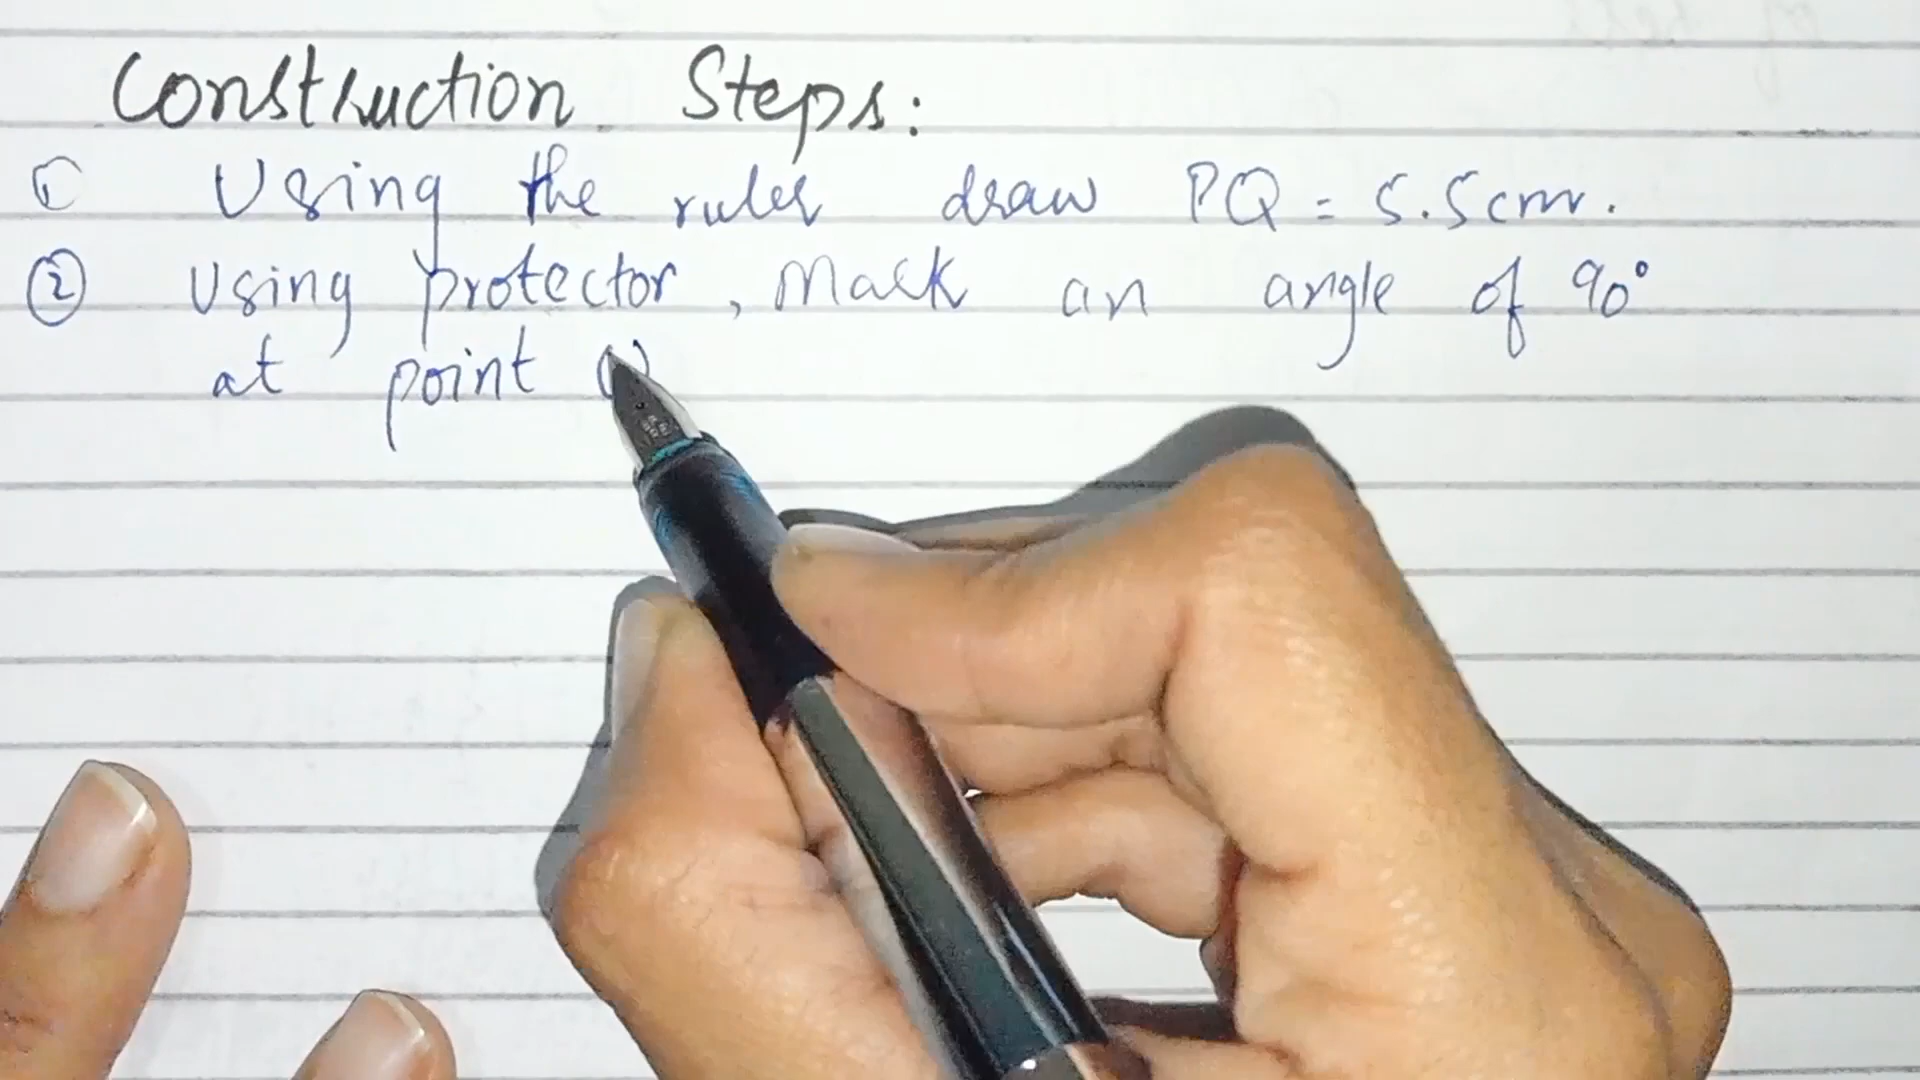 Construction Steps:
① Using the ruler draw PQ = 5.5cm.
② Using protector, Mark an angle of 90°
at point